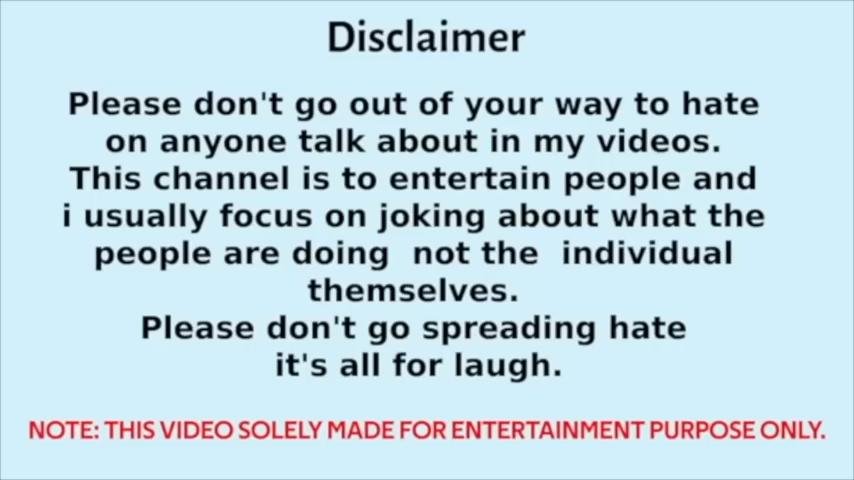 Disclaimer
Please don't go out of your way to hate
on anyone talk about in my videos.
This channel is to entertain people and
i usually focus on joking about what the
people are doing  not the  individual
themselves.
Please don't go spreading hate
it's all for laugh.
NOTE: THIS VIDEO SOLELY MADE FOR ENTERTAINMENT PURPOSE ONLY.